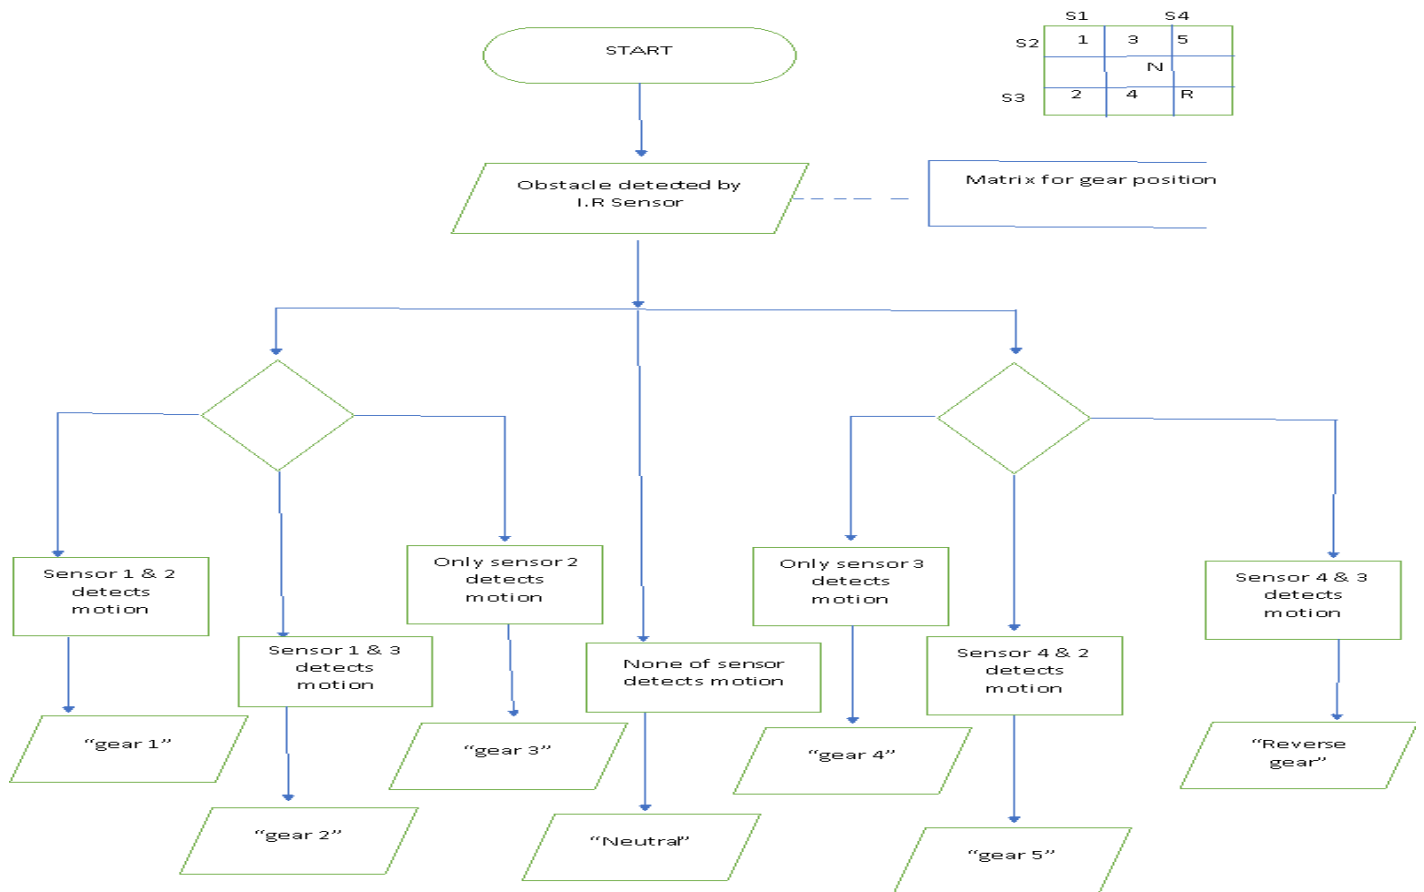 START
S1 S4
S2 1 3 5
N
S3 2 4 R
Obstacle detected by
I.R Sensor
Matrix for gear position
Sensor 1 & 2
detects
motion
Sensor 1 & 3
detects
motion
Only sensor 2
detects
motion
None of sensor
detects motion
Only sensor 3
detects
motion
Sensor 4 & 2
detects
motion
Sensor 4 & 3
detects
motion
“gear 1”
“gear 2”
“gear 3”
“Neutral”
“gear 4”
“gear 5”
“Reverse
gear”